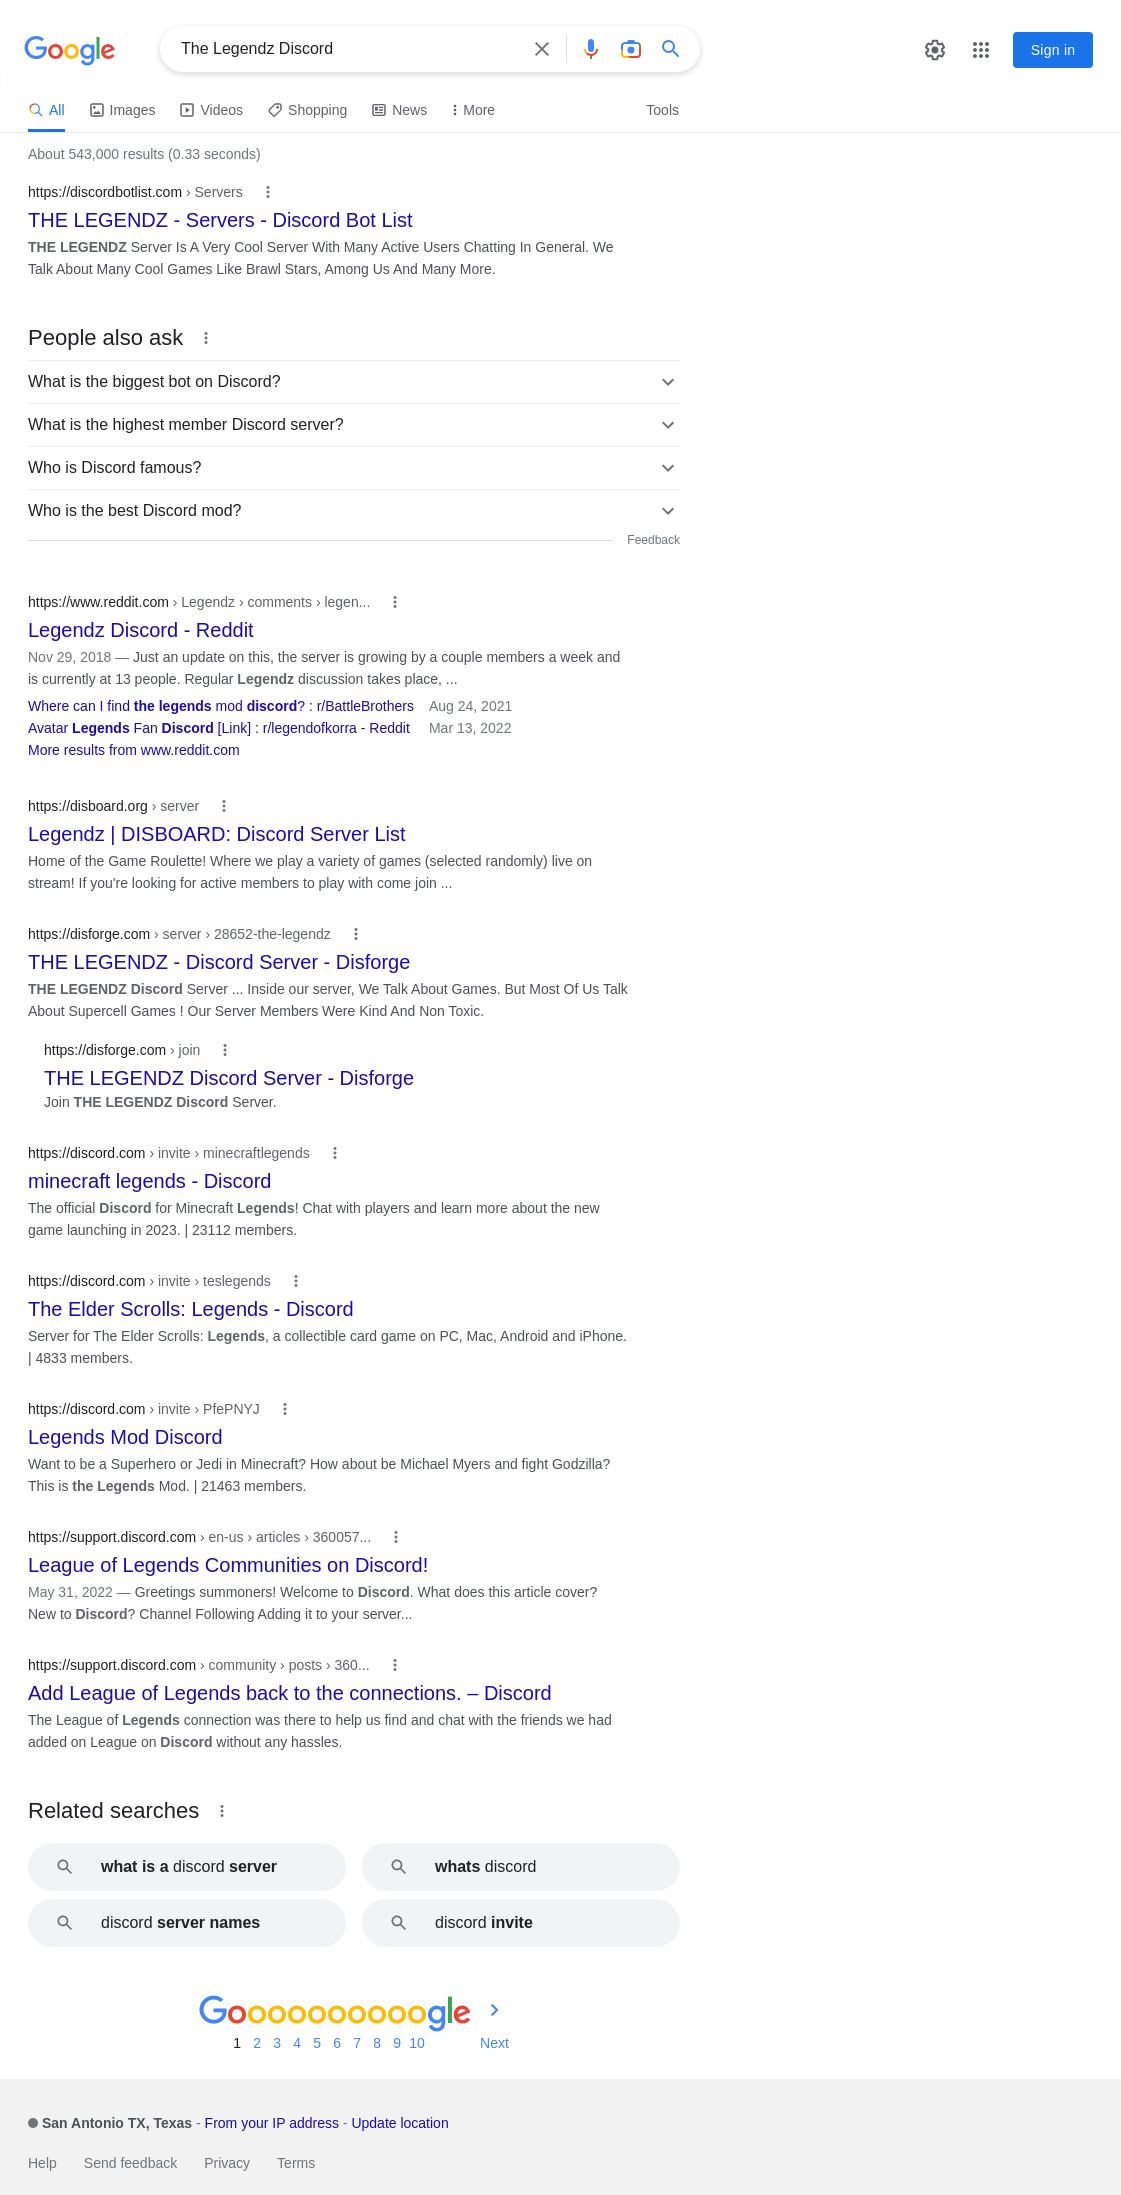 Google
The Legendz Discord
Sign in
All Images Videos Shopping News More Tools
About 543,000 results (0.33 seconds)
https://discordbotlist.com › Servers
THE LEGENDZ - Servers - Discord Bot List
THE LEGENDZ Server Is A Very Cool Server With Many Active Users Chatting In General. We
Talk About Many Cool Games Like Brawl Stars, Among Us And Many More.
People also ask
What is the biggest bot on Discord?
What is the highest member Discord server?
Who is Discord famous?
Who is the best Discord mod?
Feedback
https://www.reddit.com › Legendz › comments › legen...
Legendz Discord - Reddit
Nov 29, 2018 — Just an update on this, the server is growing by a couple members a week and
is currently at 13 people. Regular Legendz discussion takes place, ...
Where can I find the legends mod discord? : r/BattleBrothers Aug 24, 2021
Avatar Legends Fan Discord [Link] : r/legendofkorra - Reddit Mar 13, 2022
More results from www.reddit.com
https://disboard.org › server
Legendz | DISBOARD: Discord Server List
Home of the Game Roulette! Where we play a variety of games (selected randomly) live on
stream! If you're looking for active members to play with come join ...
https://disforge.com › server › 28652-the-legendz
THE LEGENDZ - Discord Server - Disforge
THE LEGENDZ Discord Server ... Inside our server, We Talk About Games. But Most Of Us Talk
About Supercell Games ! Our Server Members Were Kind And Non Toxic.
https://disforge.com › join
THE LEGENDZ Discord Server - Disforge
Join THE LEGENDZ Discord Server.
https://discord.com › invite › minecraftlegends
minecraft legends - Discord
The official Discord for Minecraft Legends! Chat with players and learn more about the new
game launching in 2023. | 23112 members.
https://discord.com › invite › teslegends
The Elder Scrolls: Legends - Discord
Server for The Elder Scrolls: Legends, a collectible card game on PC, Mac, Android and iPhone.
| 4833 members.
https://discord.com › invite › PfePNYJ
Legends Mod Discord
Want to be a Superhero or Jedi in Minecraft? How about be Michael Myers and fight Godzilla?
This is the Legends Mod. | 21463 members.
https://support.discord.com › en-us › articles › 360057...
League of Legends Communities on Discord!
May 31, 2022 — Greetings summoners! Welcome to Discord. What does this article cover?
New to Discord? Channel Following Adding it to your server...
https://support.discord.com › community › posts › 360...
Add League of Legends back to the connections. – Discord
The League of Legends connection was there to help us find and chat with the friends we had
added on League on Discord without any hassles.
Related searches
what is a discord server
whats discord
discord server names
discord invite
Goooooooooogle
1 2 3 4 5 6 7 8 9 10 Next
San Antonio TX, Texas - From your IP address - Update location
Help Send feedback Privacy Terms